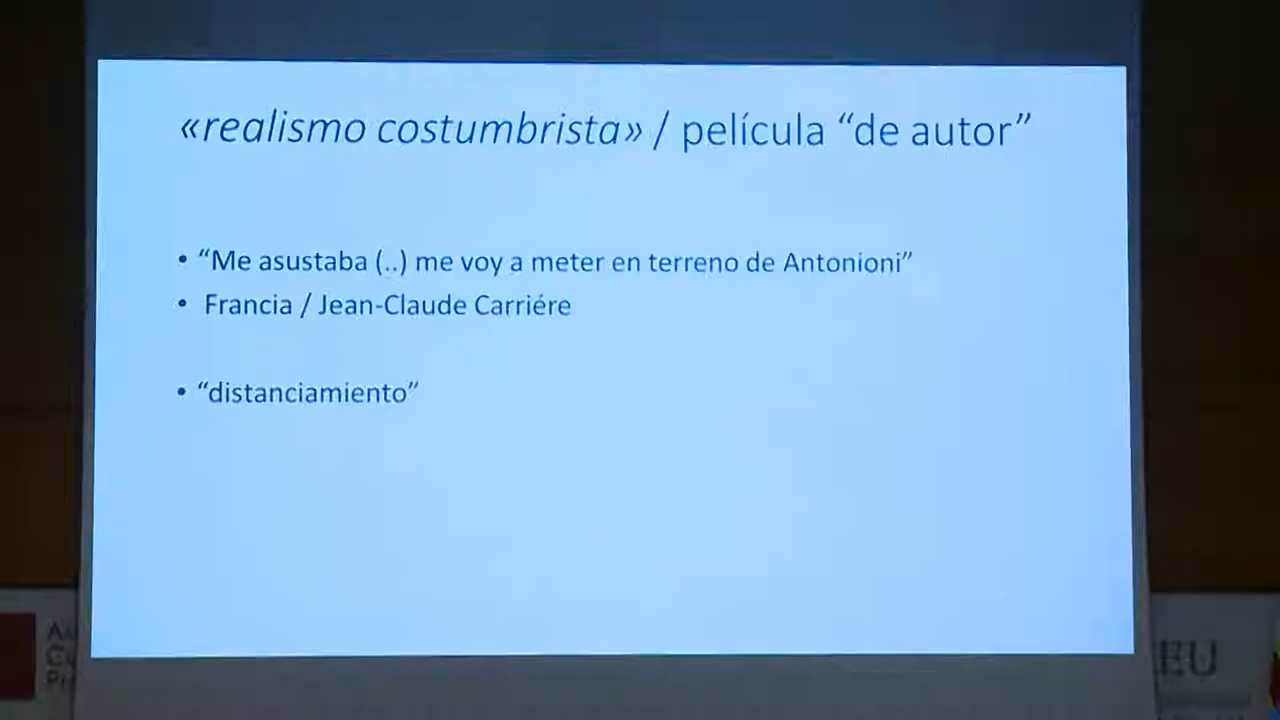 «realismo costumbrista» / película “de autor”
• “Me asustaba (..) me voy a meter en terreno de Antonioni”
• Francia / Jean-Claude Carriére
• “distanciamiento”
EU